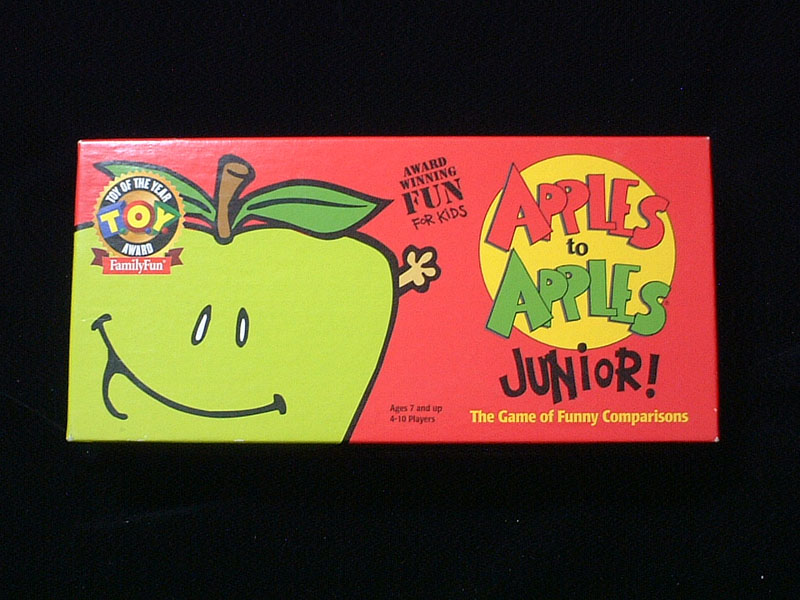 TOY OF THE YEAR
TOY
AWARD
FamilyFun
AWARD
WINNING
FUN
FOR KIDS
APPLES
to
APPLES
JUNIOR!
The Game of Funny Comparisons
Ages 7 and up
4-10 Players